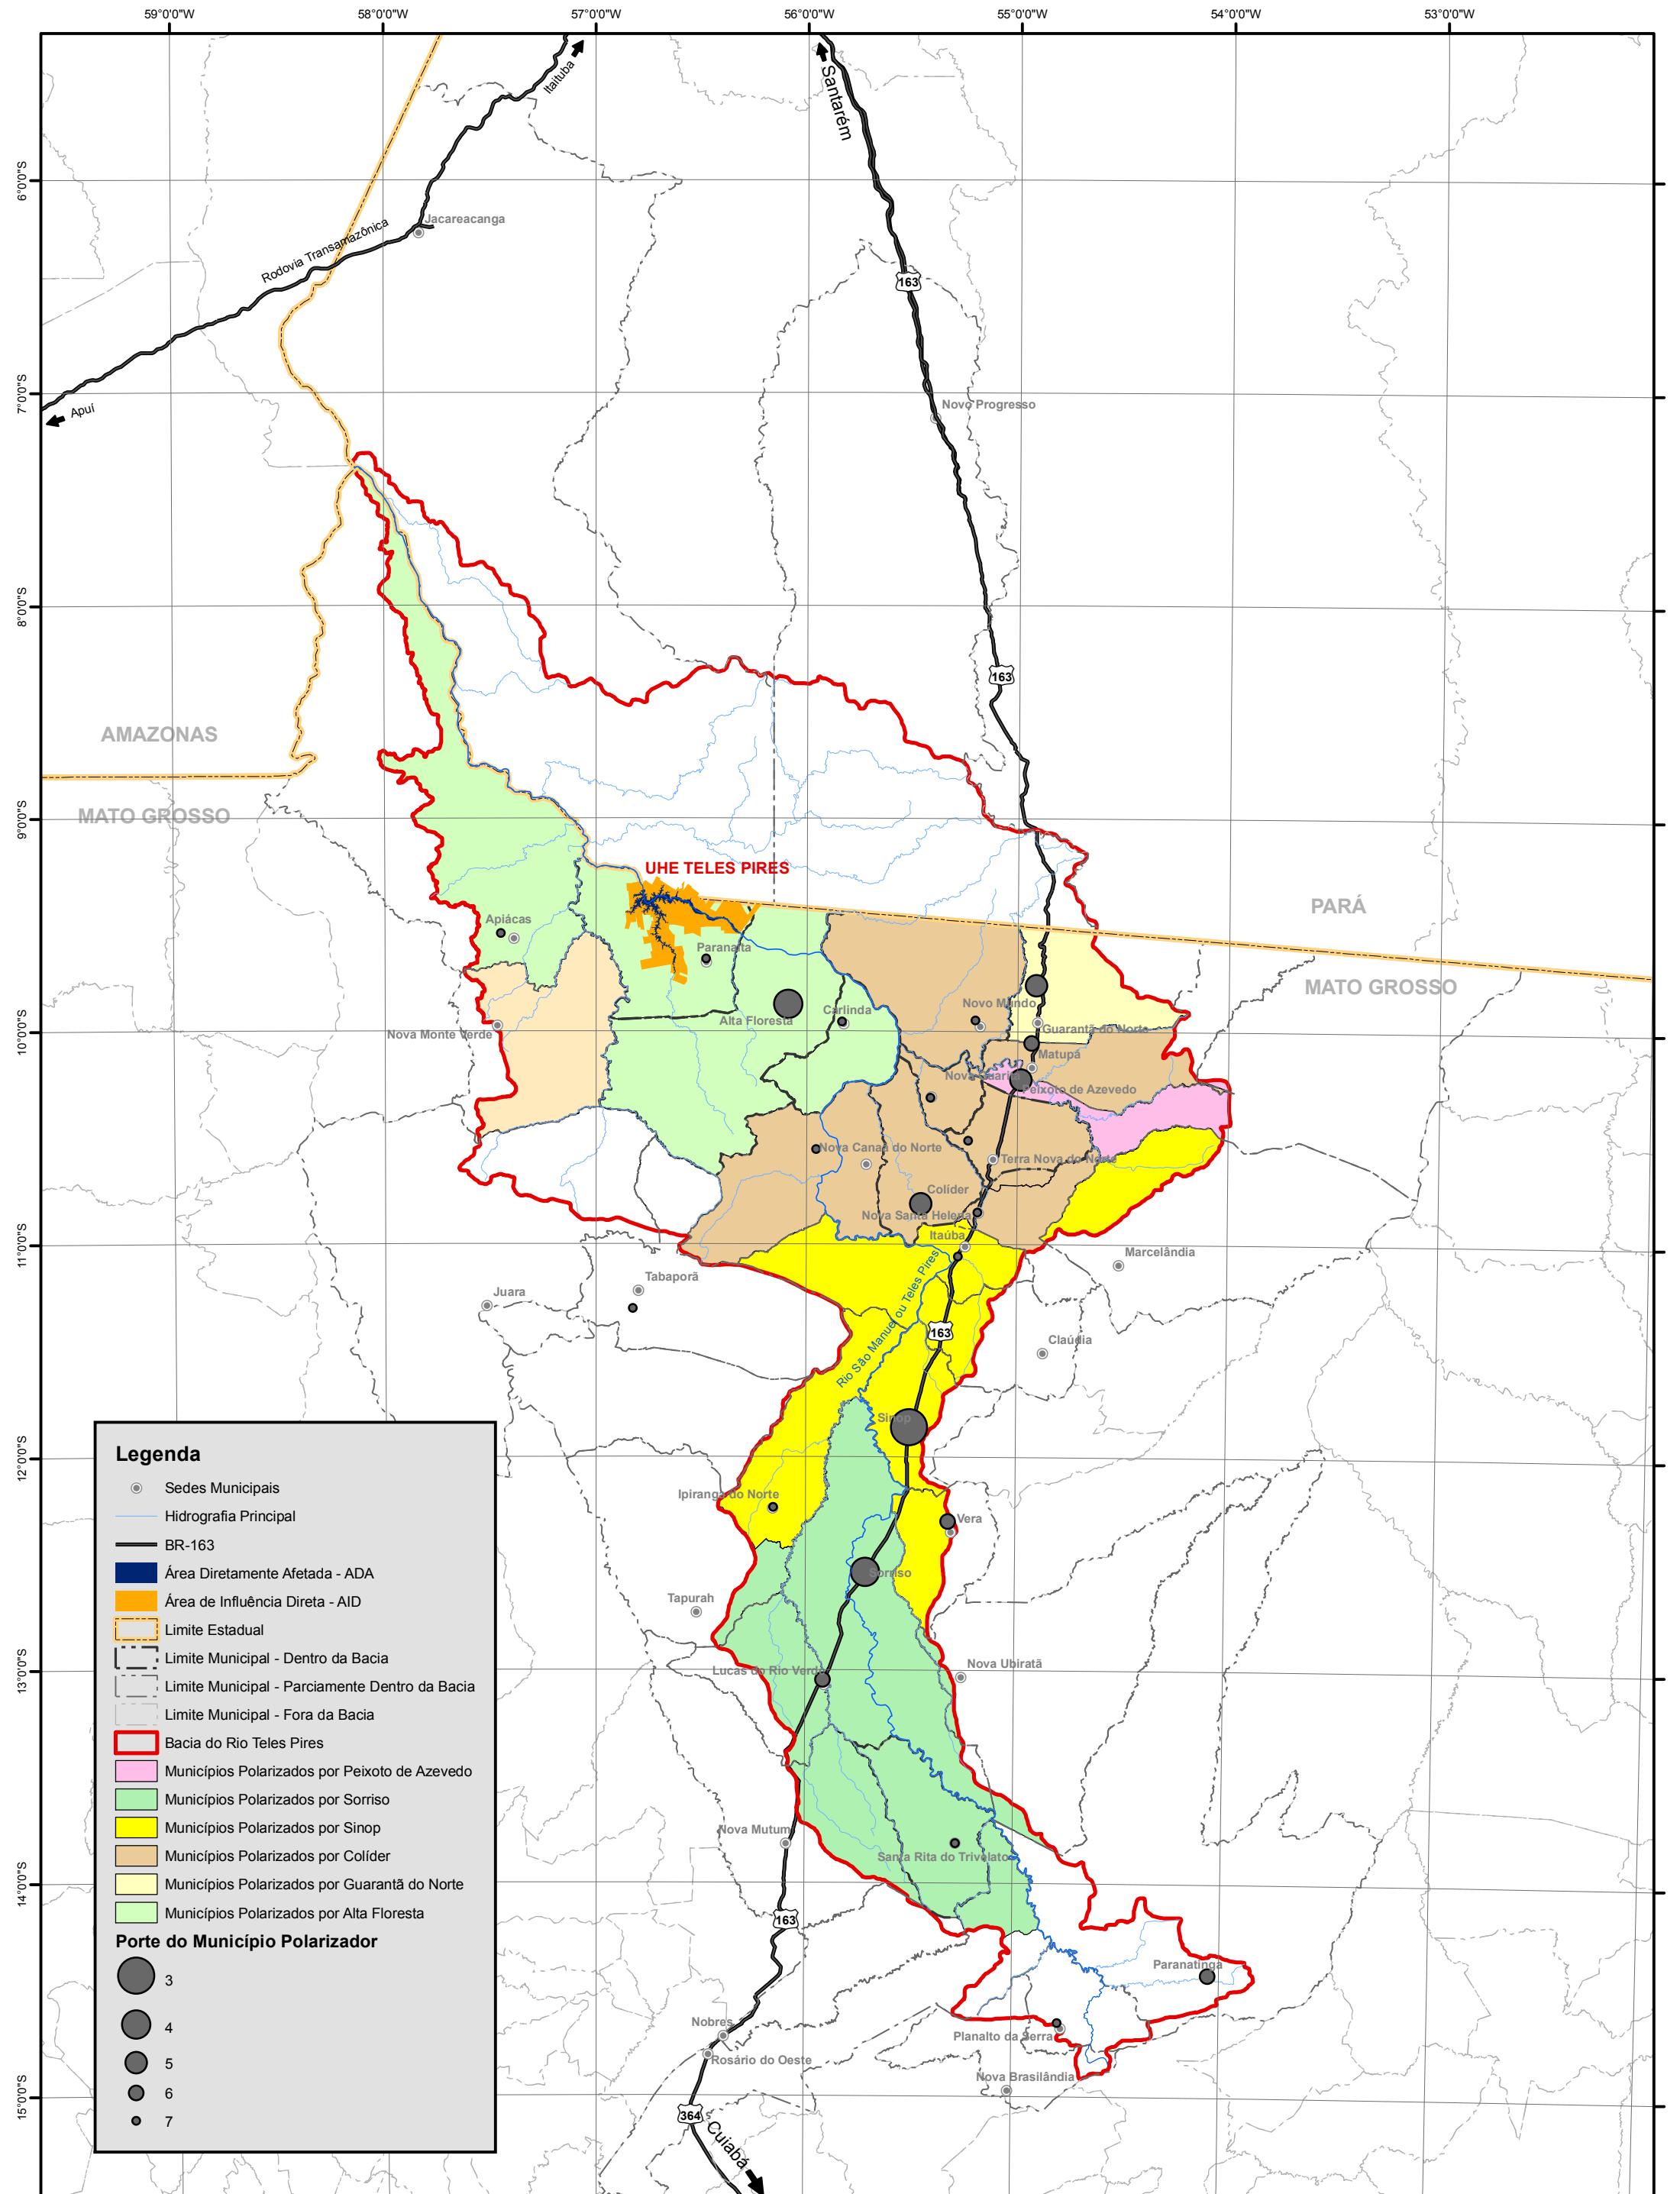 59°0'0"W
58°0'0"W
57°0'0"W
56°0'0"W
55°0'0"W
54°0'0"W
53°0'0"W
Itaituba
Santarém
6°0'0"S
Jacareacanga
Rodovia Transamazônica
163
7°0'0"S
Apuí
Novo Progresso
8°0'0"S
163
AMAZONAS
MATO GROSSO
9°0'0"S
UHE TELES PIRES
PARÁ
MATO GROSSO
Apiácas
Paranaíta
Novo Mundo
Carlinda
Alta Floresta
Guarantã do Norte
10°0'0"S
Nova Monte Verde
Matupá
Nova Guarita
Peixoto de Azevedo
Nova Canaã do Norte
Terra Nova do Norte
Colíder
Nova Santa Helena
Itaúba
11°0'0"S
Marcelândia
Tabaporã
Juara
Rio São Manuel ou Teles Pires
163
Claúdia
Sinop
12°0'0"S
Ipiranga do Norte
Vera
Sorriso
Tapurah
13°0'0"S
Nova Ubiratã
Lucas do Rio Verde
Nova Mutum
Santa Rita do Trivelato
14°0'0"S
163
Paranatinga
Nobres
Planalto da Serra
Rosário do Oeste
Nova Brasilândia
15°0'0"S
364
Cuiabá
Legenda
Sedes Municipais
Hidrografia Principal
BR-163
Área Diretamente Afetada - ADA
Área de Influência Direta - AID
Limite Estadual
Limite Municipal - Dentro da Bacia
Limite Municipal - Parciamente Dentro da Bacia
Limite Municipal - Fora da Bacia
Bacia do Rio Teles Pires
Municípios Polarizados por Peixoto de Azevedo
Municípios Polarizados por Sorriso
Municípios Polarizados por Sinop
Municípios Polarizados por Colíder
Municípios Polarizados por Guarantã do Norte
Municípios Polarizados por Alta Floresta
Porte do Município Polarizador
3
4
5
6
7